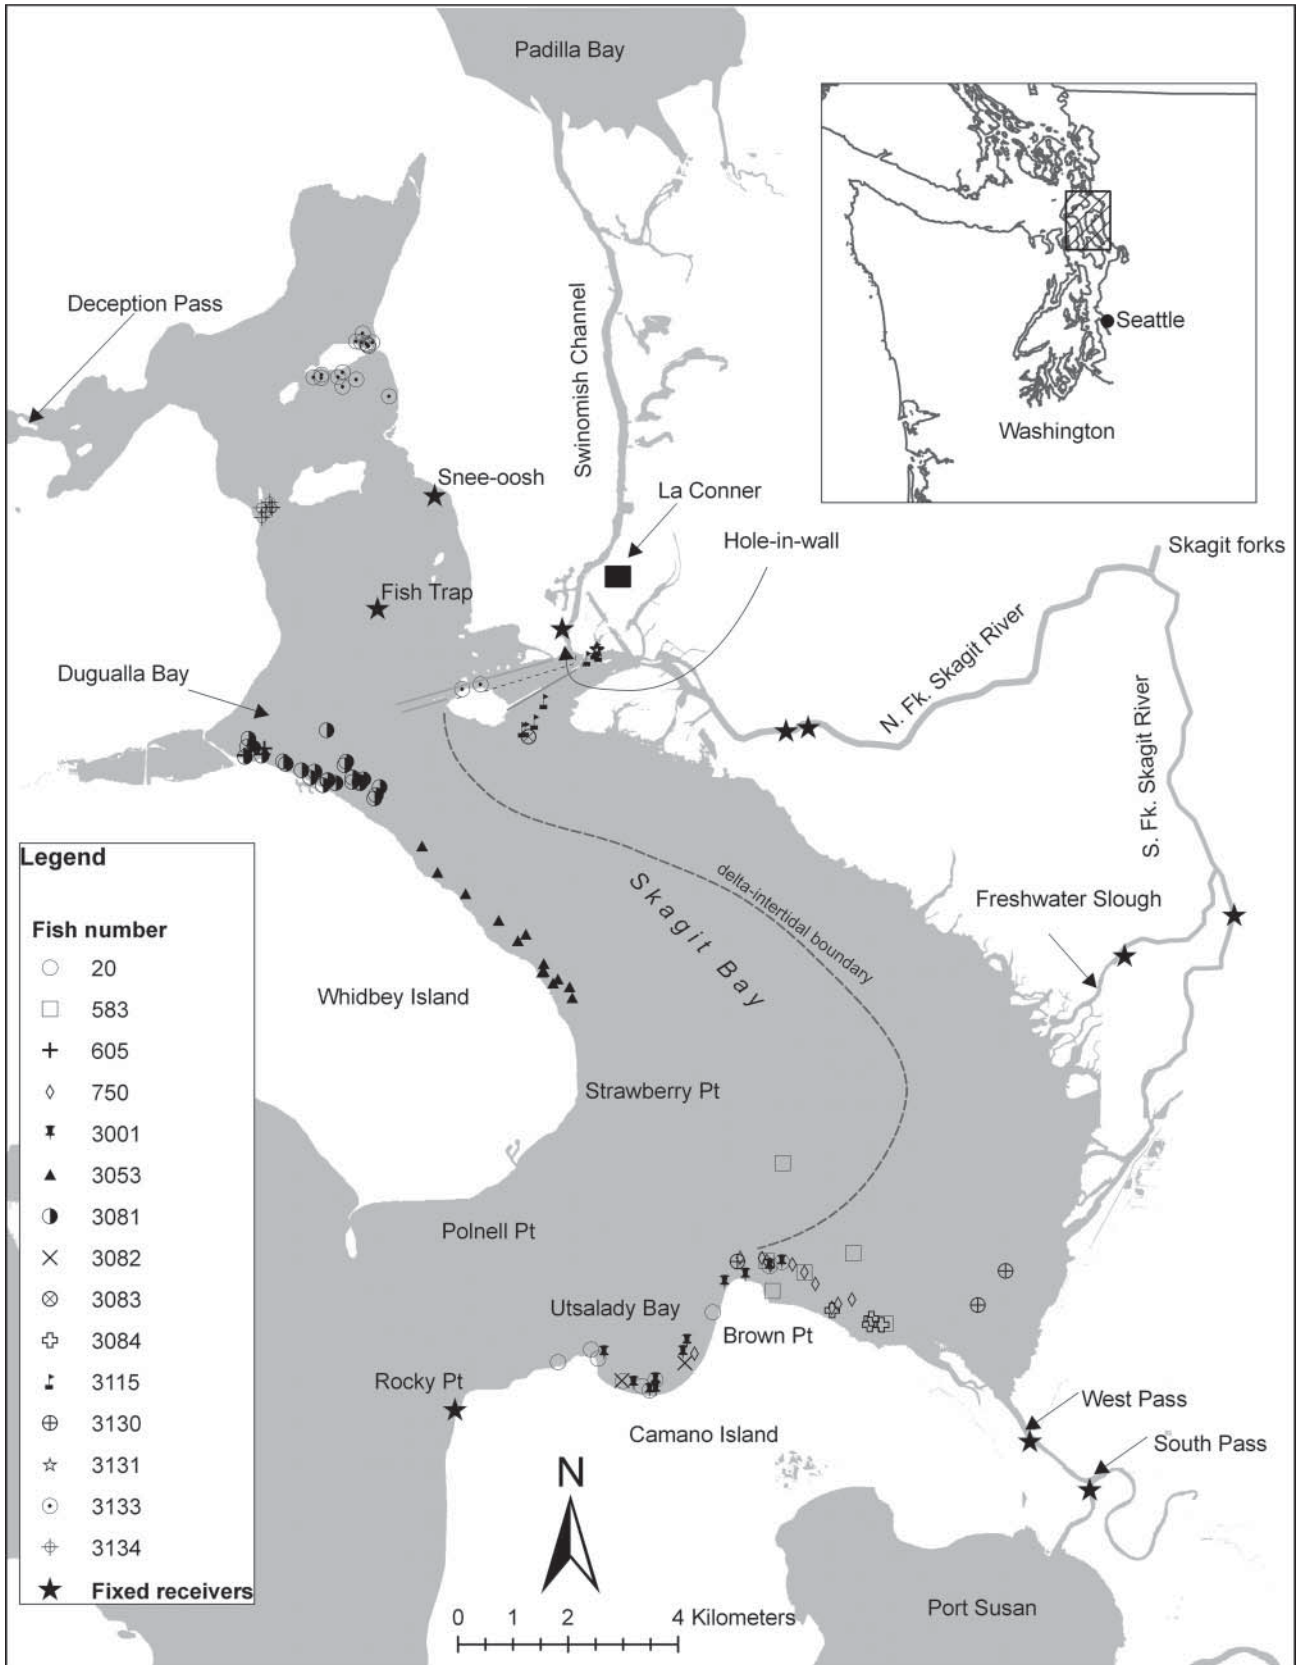 Padilla Bay
Deception Pass
Swinomish Channel
Seattle
Washington
Snee-oosh
La Conner
Hole-in-wall
Skagit forks
Fish Trap
N. Fk. Skagit River
Dugualla Bay
S. Fk. Skagit River
delta-intertidal boundary
Skagit Bay
Freshwater Slough
Whidbey Island
Strawberry Pt
Polnell Pt
Utsalady Bay
Brown Pt
Rocky Pt
West Pass
Camano Island
South Pass
N
0 1 2 4 Kilometers
Port Susan
Legend
Fish number
20
583
605
750
3001
3053
3081
3082
3083
3084
3115
3130
3131
3133
3134
Fixed receivers